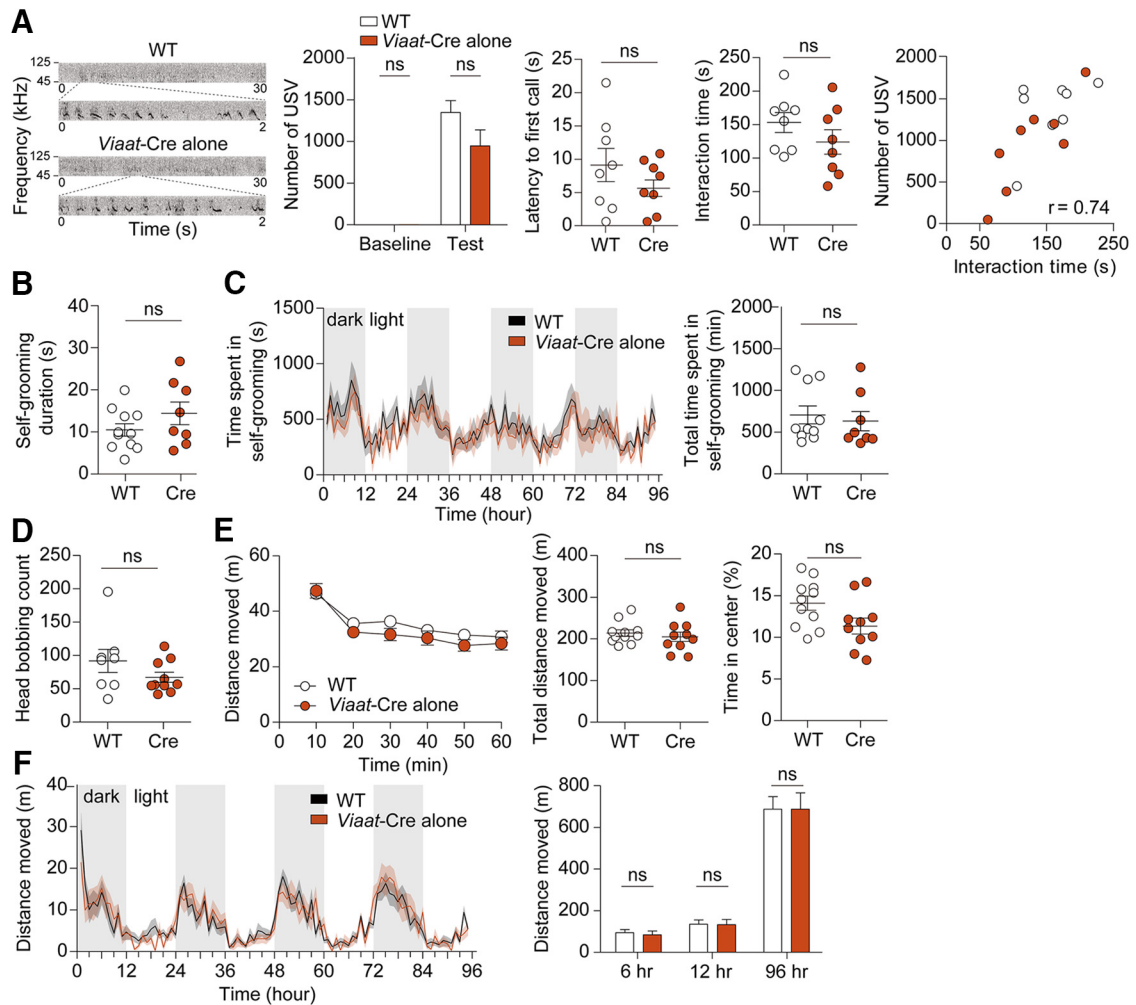 A
WT
Frequency (kHz)
125
45
0
30
0
2
Viaat-Cre alone
125
45
0
30
0
2
Time (s)
WT
Viaat-Cre alone
Number of USV
2000
1500
1000
500
0
ns
ns
Baseline
Test
Latency to first call (s)
25
20
15
10
5
0
ns
WT
Cre
Interaction time (s)
250
200
150
100
50
0
ns
WT
Cre
Number of USV
2000
1500
1000
500
0
r = 0.74
0 50 150 250
Interaction time (s)
B
Self-grooming
duration (s)
40
30
20
10
0
ns
WT
Cre
C
Time spent in
self-grooming (s)
1500
1000
500
0
dark light
WT
Viaat-Cre alone
0 12 24 36 48 60 72 84 96
Time (hour)
Total time spent in
self-grooming (min)
2000
1500
1000
500
0
ns
WT
Cre
D
Head bobbing count
250
200
150
100
50
0
ns
WT
Cre
E
Distance moved (m)
60
40
20
0
WT
Viaat-Cre alone
0 10 20 30 40 50 60
Time (min)
Total distance moved (m)
400
300
200
100
0
ns
WT
Cre
Time in center (%)
20
15
10
5
0
ns
WT
Cre
F
Distance moved (m)
40
30
20
10
0
dark light
WT
Viaat-Cre alone
0 12 24 36 48 60 72 84 96
Time (hour)
Distance moved (m)
800
600
400
200
0
ns
ns
ns
6 hr
12 hr
96 hr